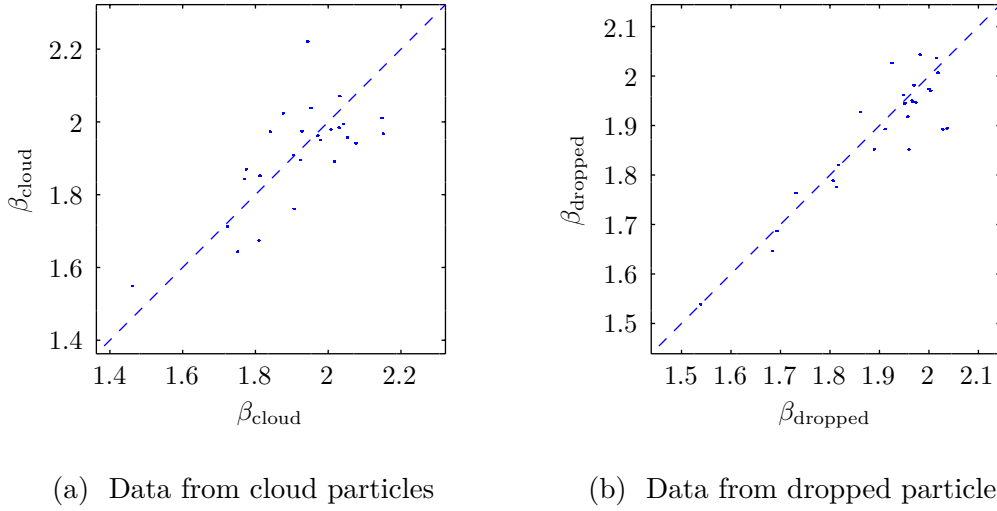 2.2
2
1.8
1.6
1.4
β_cloud
1.4 1.6 1.8 2 2.2
β_cloud
(a) Data from cloud particles
2.1
2
1.9
1.8
1.7
1.6
1.5
β_dropped
1.5 1.6 1.7 1.8 1.9 2 2.1
β_dropped
(b) Data from dropped particle